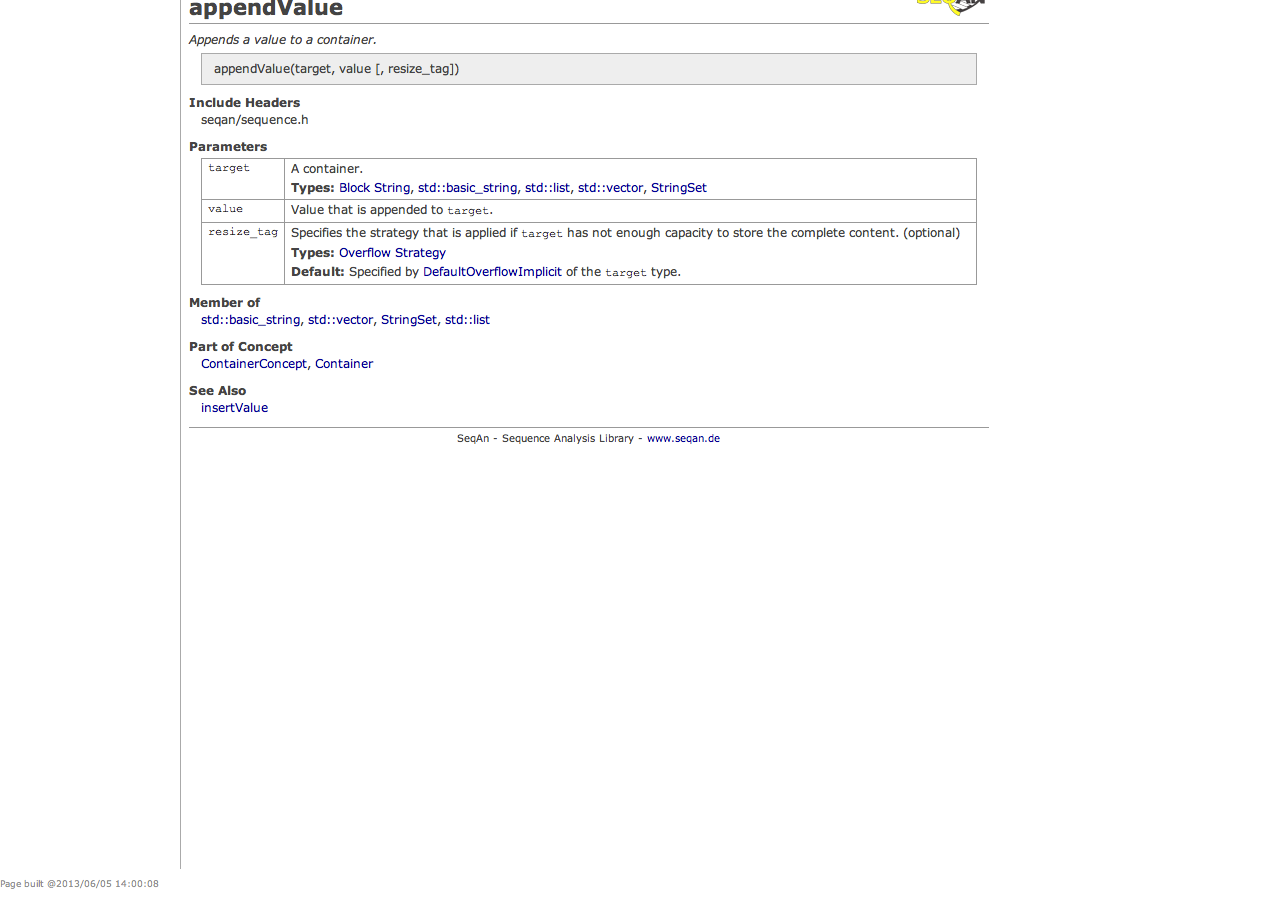 appendValue
SEQAN
Appends a value to a container.
appendValue(target, value [, resize_tag])
Include Headers
seqan/sequence.h
Parameters
target
A container.
Types: Block String, std::basic_string, std::list, std::vector, StringSet
value
Value that is appended to target.
resize_tag
Specifies the strategy that is applied if target has not enough capacity to store the complete content. (optional)
Types: Overflow Strategy
Default: Specified by DefaultOverflowImplicit of the target type.
Member of
std::basic_string, std::vector, StringSet, std::list
Part of Concept
ContainerConcept, Container
See Also
insertValue
SeqAn - Sequence Analysis Library - www.seqan.de
Page built @2013/06/05 14:00:08